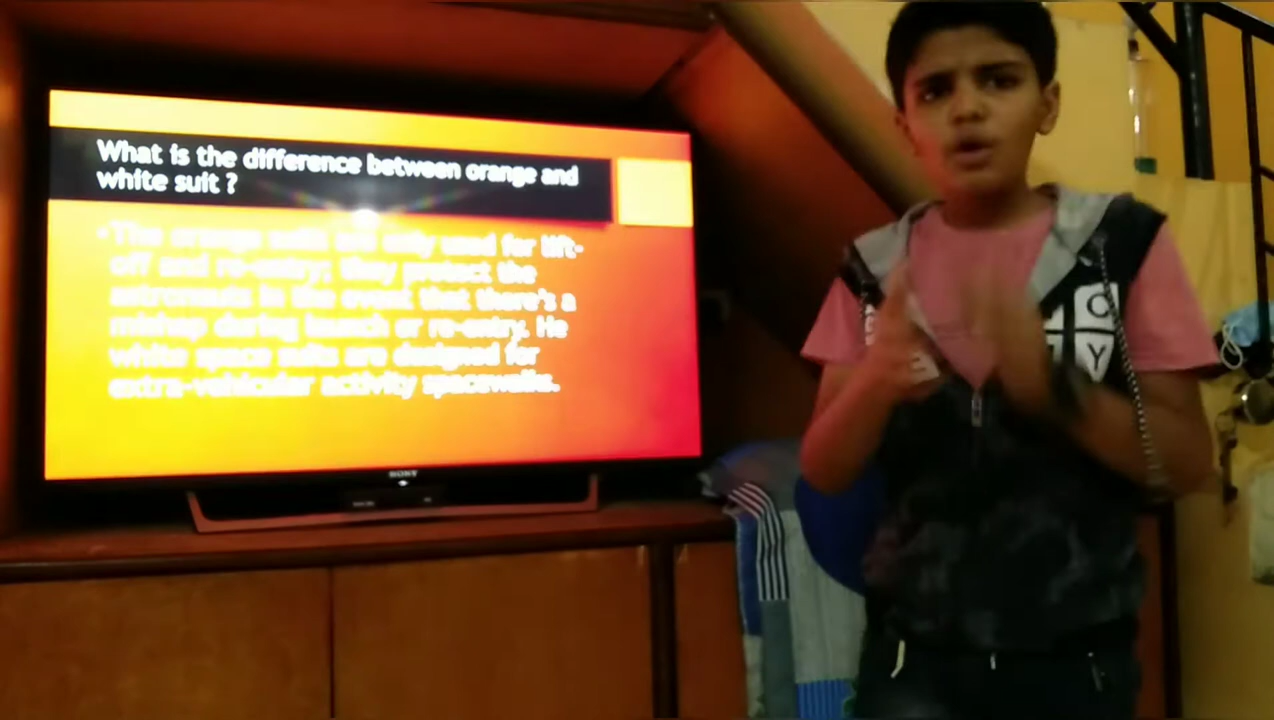 What is the difference between orange and
white suit ?
• The orange suits are only used for lift-
off and re-entry; they protect the
astronauts in the event that there's a
mishap during launch or re-entry. He
white space suits are designed for
extra-vehicular activity spacewalks.
SONY
C
Y